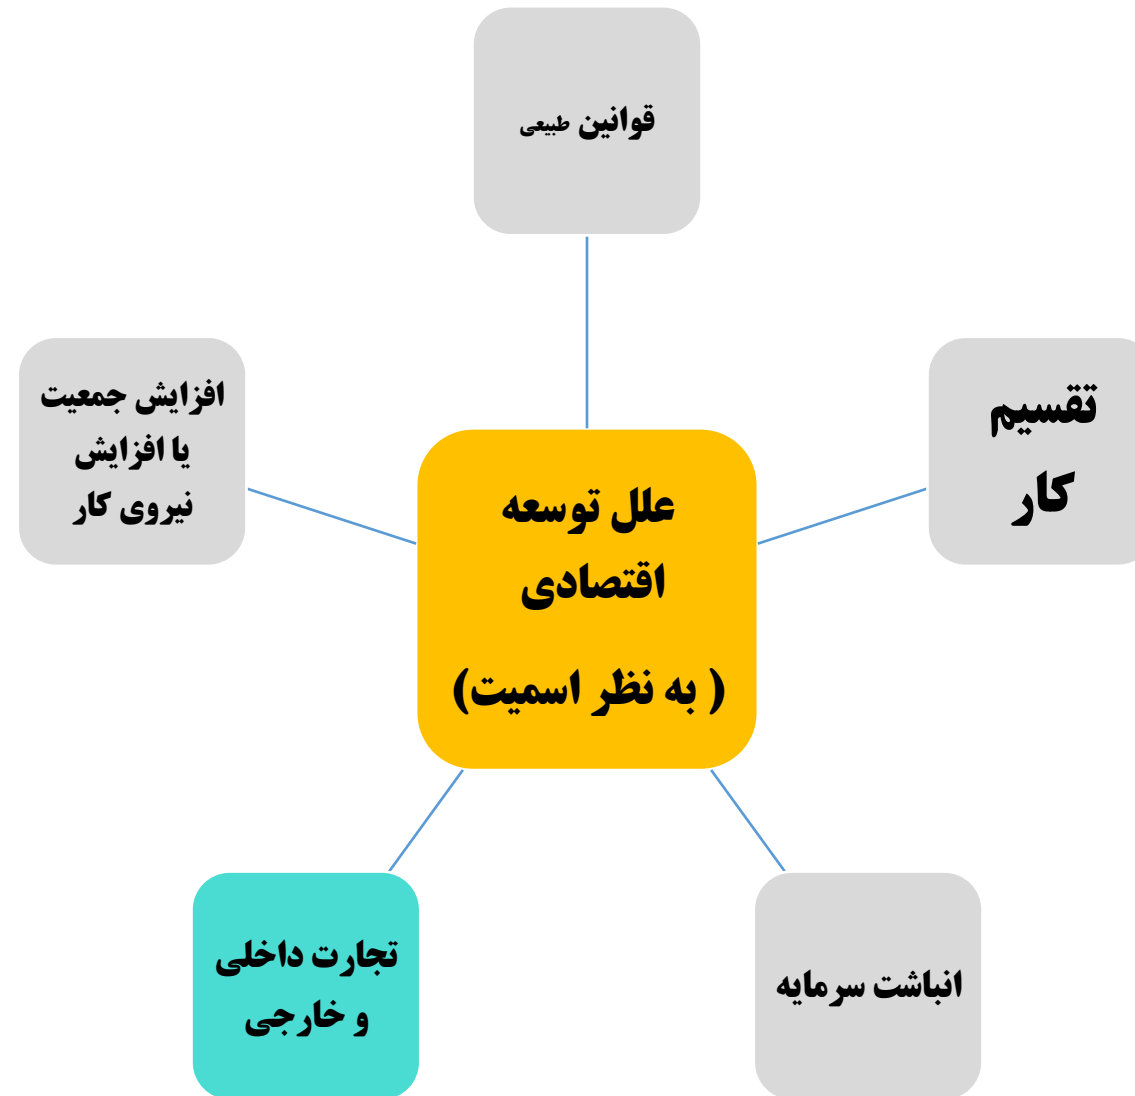 قوانین طبیعی
تقسیم
کار
افزایش جمعیت
یا افزایش
نیروی کار
علل توسعه
اقتصادی
( به نظر اسمیت)
تجارت داخلی
و خارجی
انباشت سرمایه